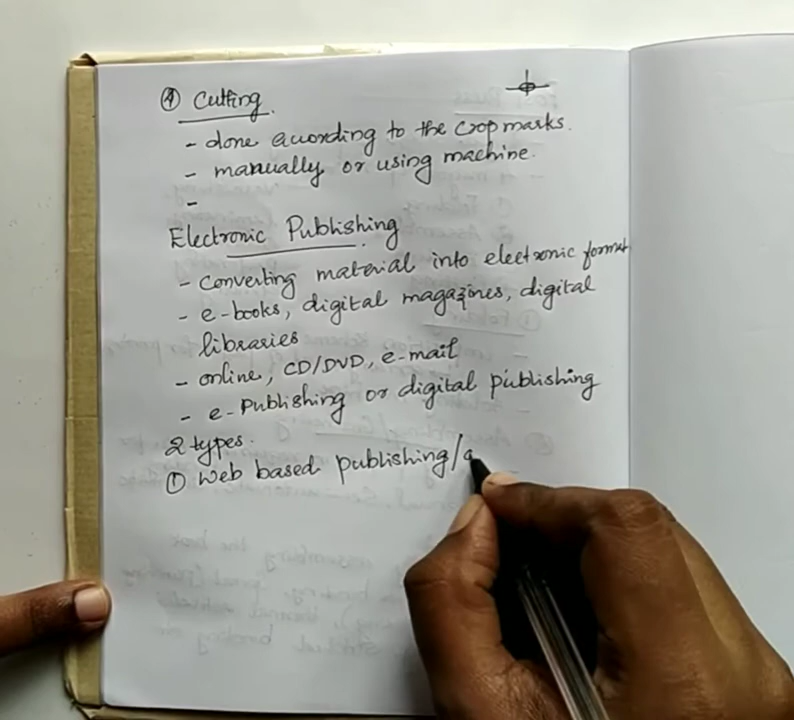 ④ Cutting.
- done according to the crop marks.
- manually or using machine.
-
Electronic Publishing
- converting material into electronic format
- e-books, digital magazines, digital
libraries
- online, CD/DVD, e-mail
- e-Publishing or digital publishing
2 types.
① Web based publishing/